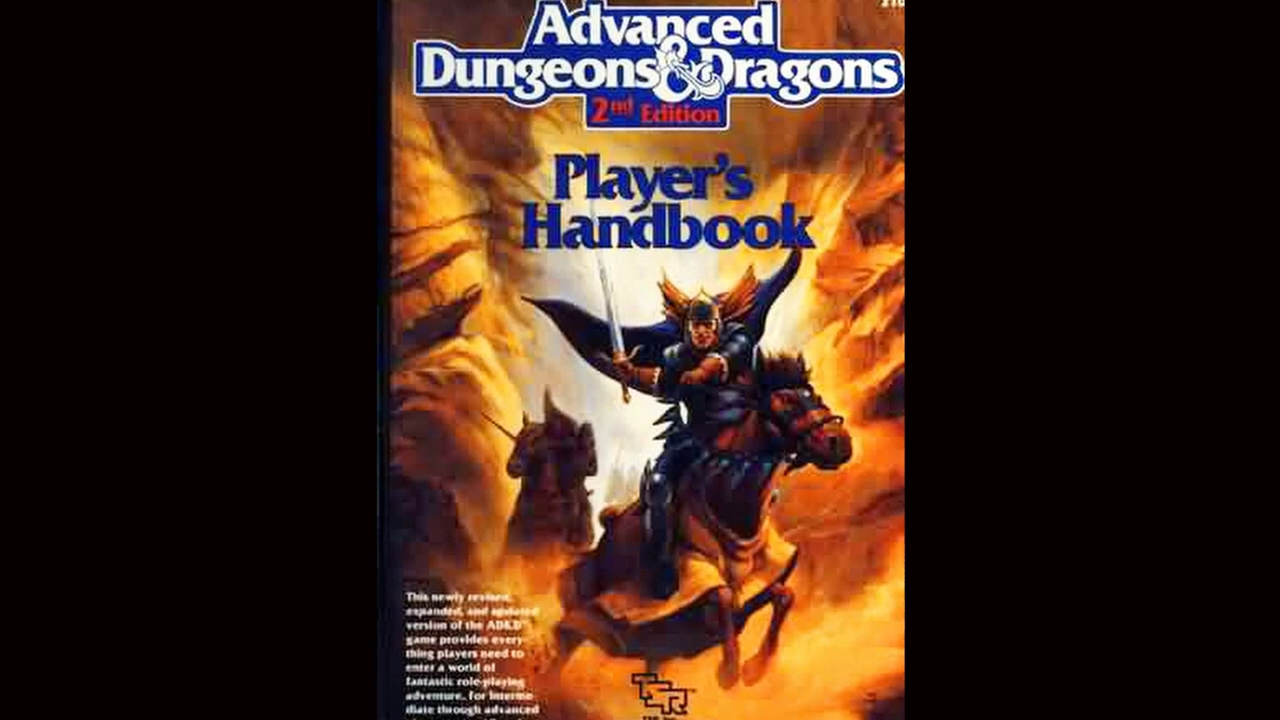 Advanced
Dungeons & Dragons
2nd Edition
Player's
Handbook
This newly revised,
expanded, and updated
version of the AD&D™
game provides every-
thing players need to
enter a world of
fantastic role-playing
adventure, for interme-
diate through advanced
TSR